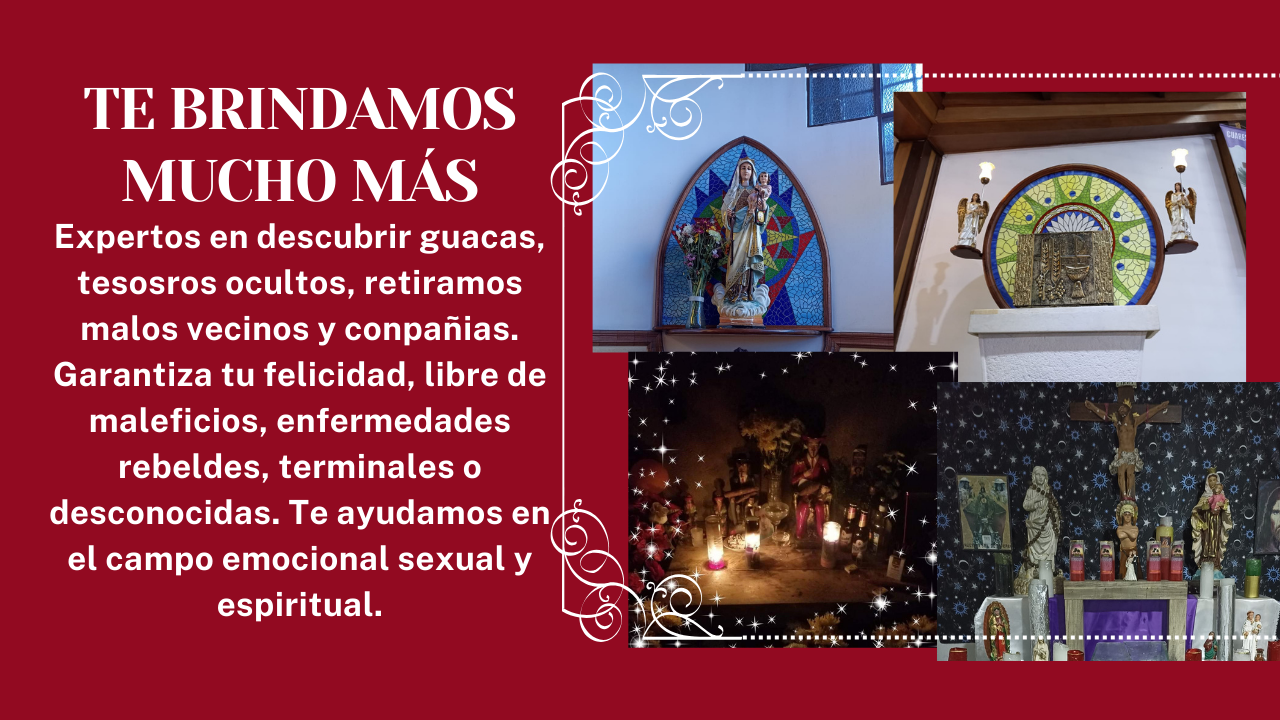 TE BRINDAMOS
MUCHO MÁS
Expertos en descubrir guacas,
tesosros ocultos, retiramos
malos vecinos y conpañias.
Garantiza tu felicidad, libre de
maleficios, enfermedades
rebeldes, terminales o
desconocidas. Te ayudamos en
el campo emocional sexual y
espiritual.